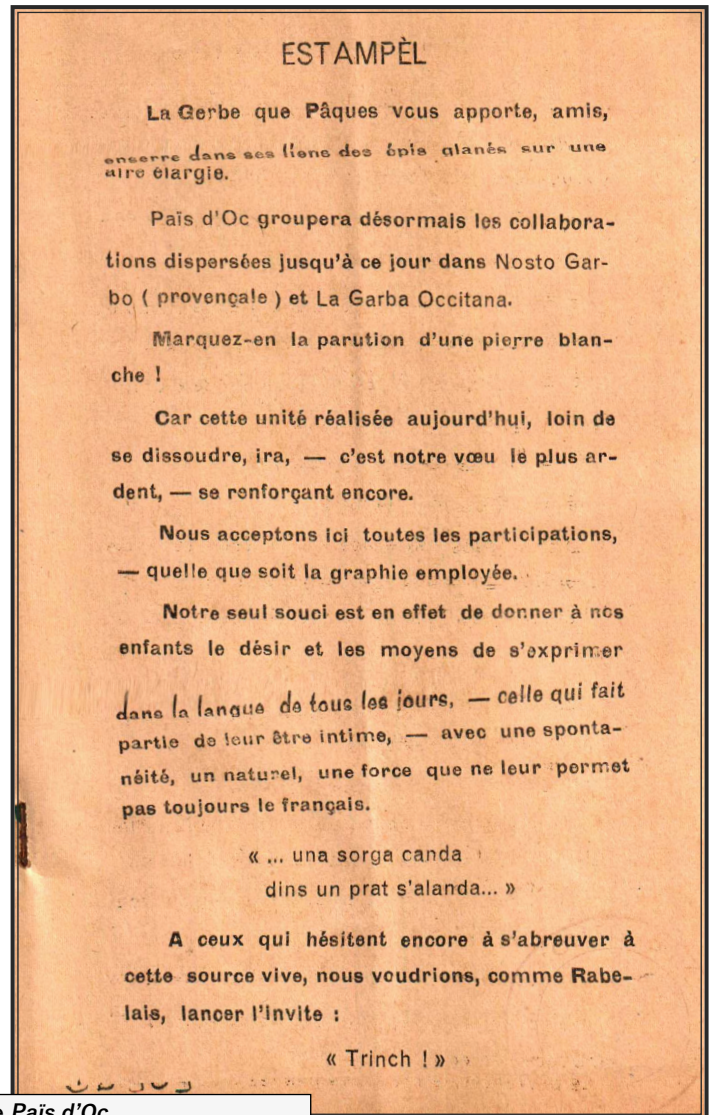 ESTAMPÈL
La Gerbe que Pâques vous apporte, amis,
enserre dans ses liens des épis glanés sur une
aire élargie.
Païs d'Oc groupera désormais les collabora-
tions dispersées jusqu'à ce jour dans Nosto Gar-
bo ( provençale ) et La Garba Occitana.
Marquez-en la parution d'une pierre blan-
che !
Car cette unité réalisée aujourd'hui, loin de
se dissoudre, ira, — c'est notre vœu le plus ar-
dent, — se renforçant encore.
Nous acceptons ici toutes les participations,
— quelle que soit la graphie employée.
Notre seul souci est en effet de donner à nos
enfants le désir et les moyens de s'exprimer
dans la langue de tous les jours, — celle qui fait
partie de leur être intime, — avec une sponta-
néité, un naturel, une force que ne leur permet
pas toujours le français.
« ... una sorga canda
dins un prat s'alanda... »
A ceux qui hésitent encore à s'abreuver à
cette source vive, nous voudrions, comme Rabe-
lais, lancer l'invite :
« Trinch ! »
Païs d'Oc